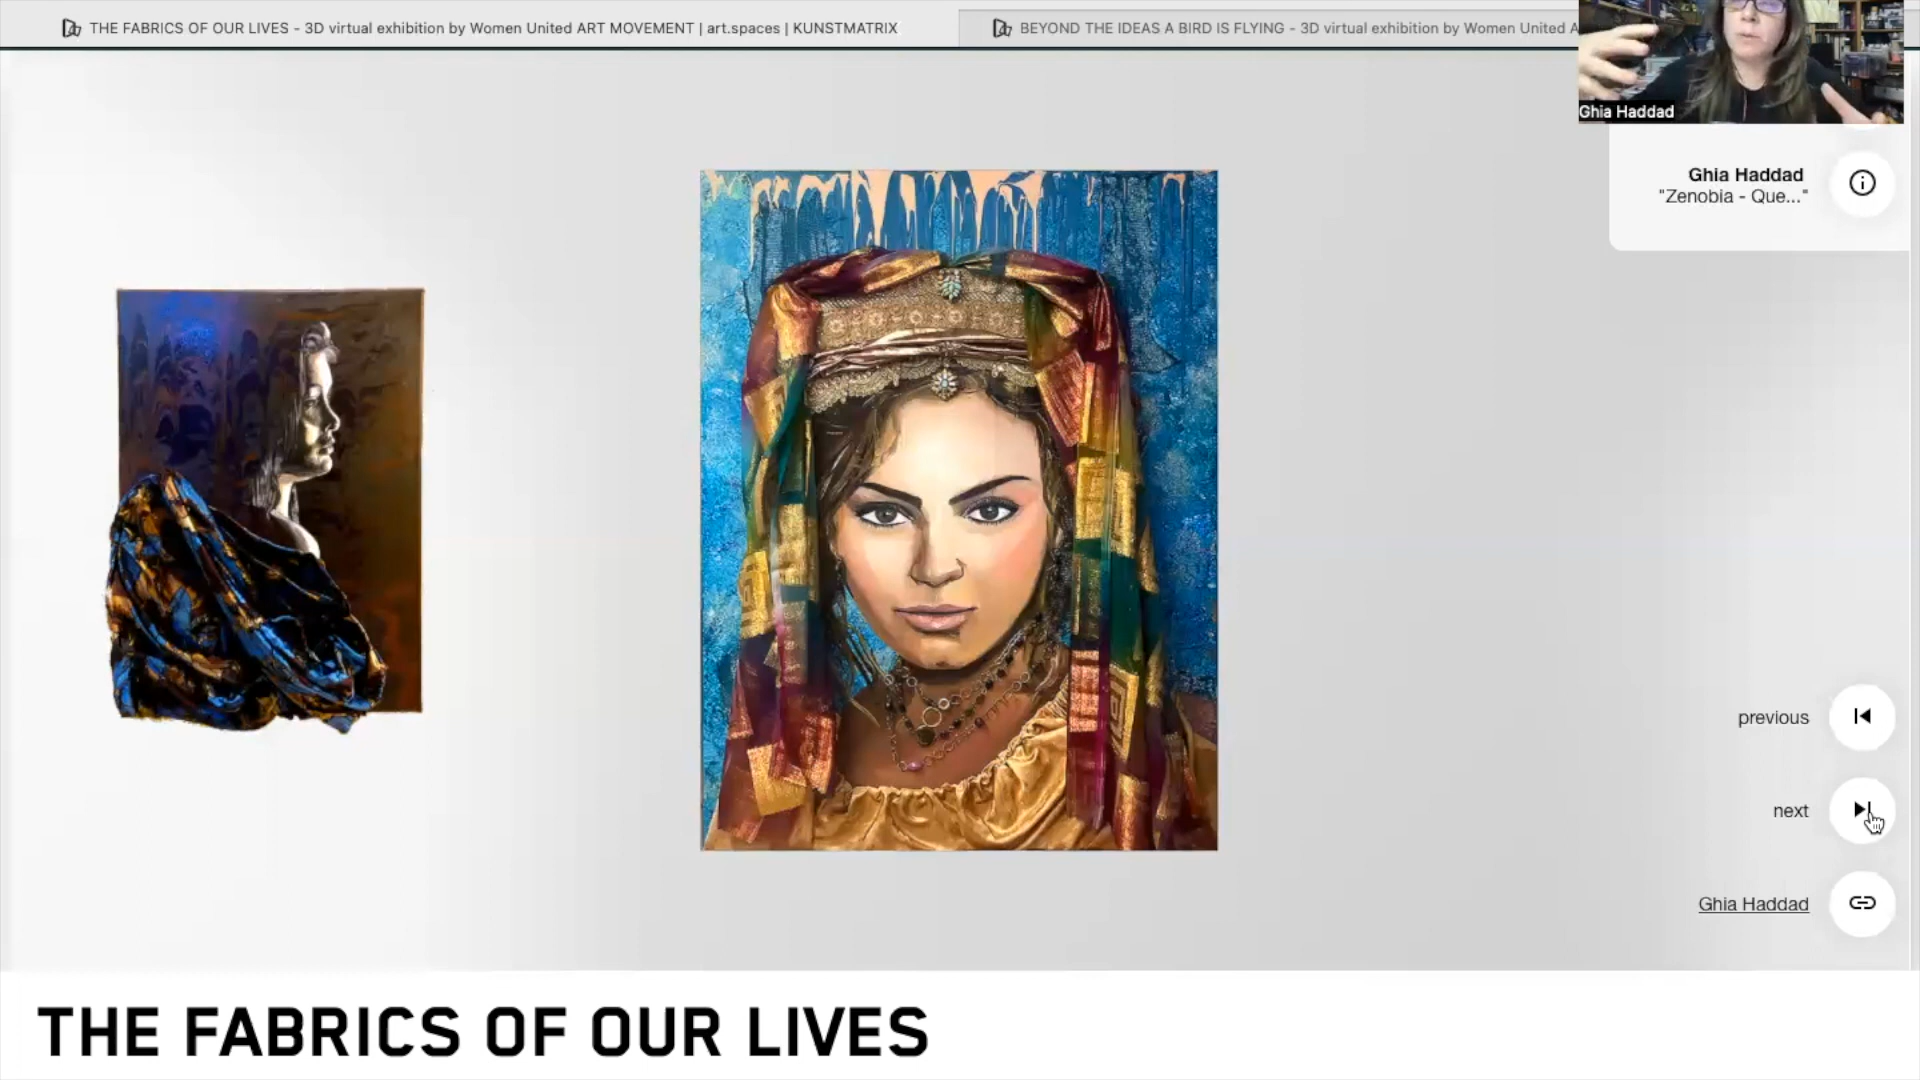 THE FABRICS OF OUR LIVES - 3D virtual exhibition by Women United ART MOVEMENT | art.spaces | KUNSTMATRIX
BEYOND THE IDEAS A BIRD IS FLYING - 3D virtual exhibition by Women United A
Ghia Haddad
Ghia Haddad
"Zenobia - Que..."
previous
next
Ghia Haddad
THE FABRICS OF OUR LIVES